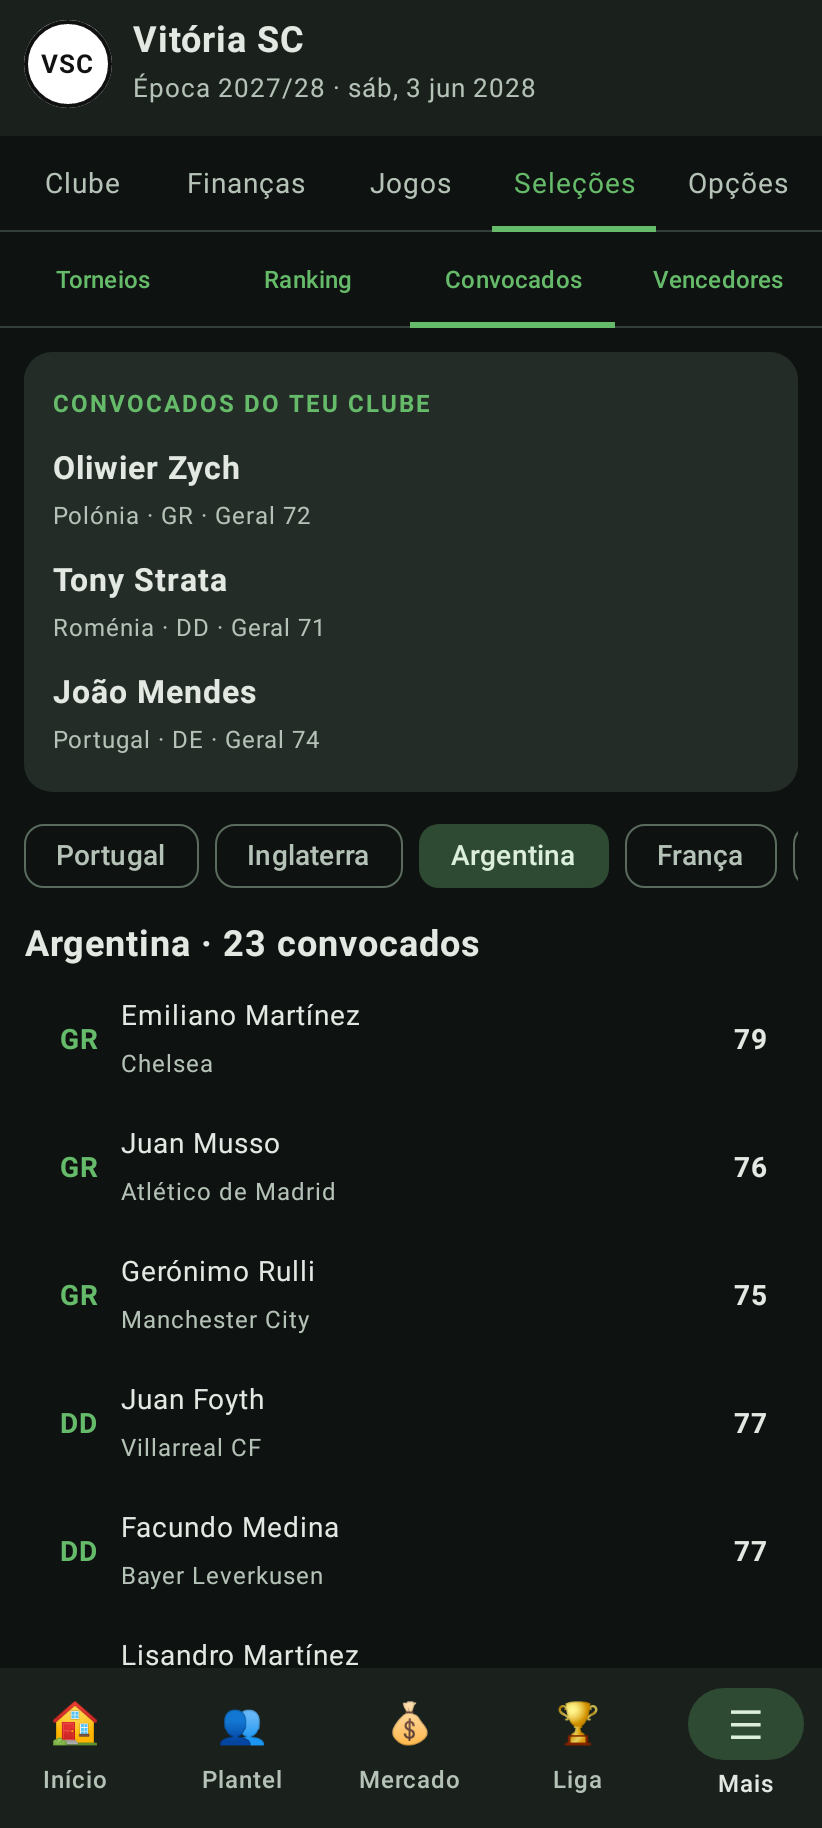 VSC
Vitória SC
Época 2027/28 · sáb, 3 jun 2028
Clube Finanças Jogos Seleções Opções
Torneios Ranking Convocados Vencedores
CONVOCADOS DO TEU CLUBE
Oliwier Zych
Polónia · GR · Geral 72
Tony Strata
Roménia · DD · Geral 71
João Mendes
Portugal · DE · Geral 74
Portugal Inglaterra Argentina França
Argentina · 23 convocados
GR Emiliano Martínez 79
Chelsea
GR Juan Musso 76
Atlético de Madrid
GR Gerónimo Rulli 75
Manchester City
DD Juan Foyth 77
Villarreal CF
DD Facundo Medina 77
Bayer Leverkusen
Lisandro Martínez
Início Plantel Mercado Liga Mais